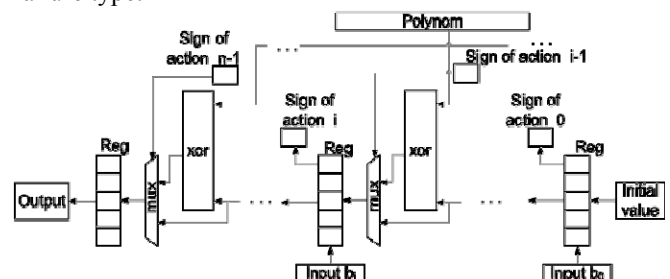 Polynom
Sign of
action n-1
...
...
Sign of action i-1
Sign of
action i
Sign of
action 0
Reg
xor
Reg
xor
Reg
Output
mux
...
mux
...
Initial
value
Input bᵢ
Input b₀